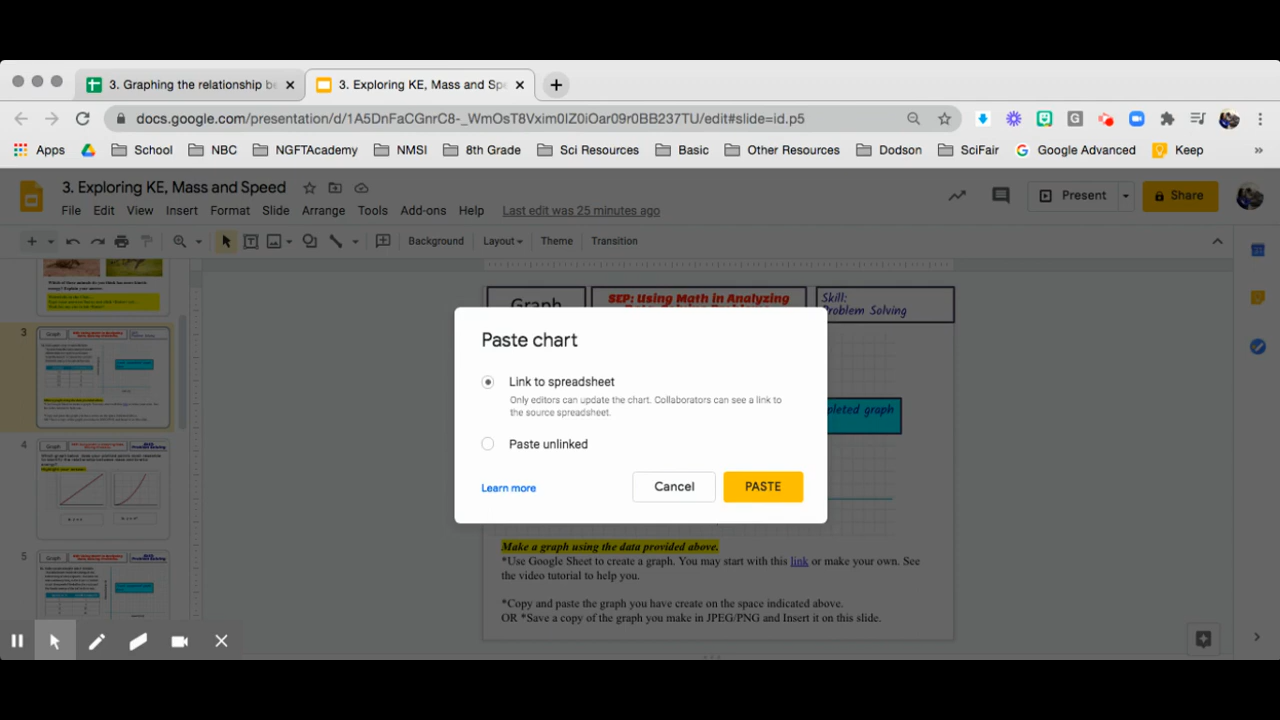 3. Graphing the relationship be
3. Exploring KE, Mass and Spe
docs.google.com/presentation/d/1A5DnFaCGnrC8-_WmOsT8Vxim0IZ0iOar09r0BB237TU/edit#slide=id.p5
Apps School NBC NGFTAcademy NMSI 8th Grade Sci Resources Basic Other Resources Dodson SciFair Google Advanced Keep »
3. Exploring KE, Mass and Speed
File Edit View Insert Format Slide Arrange Tools Add-ons Help Last edit was 25 minutes ago
Present Share
Background Layout Theme Transition
3
4
5
Graph
SEP: Using Math in Analyzing
Skill:
Problem Solving
Paste chart
Link to spreadsheet
Only editors can update the chart. Collaborators can see a link to
the source spreadsheet.
pleted graph
Paste unlinked
Learn more Cancel PASTE
Make a graph using the data provided above.
*Use Google Sheet to create a graph. You may start with this link or make your own. See
the video tutorial to help you.
*Copy and paste the graph you have create on the space indicated above.
OR *Save a copy of the graph you make in JPEG/PNG and Insert it on this slide.